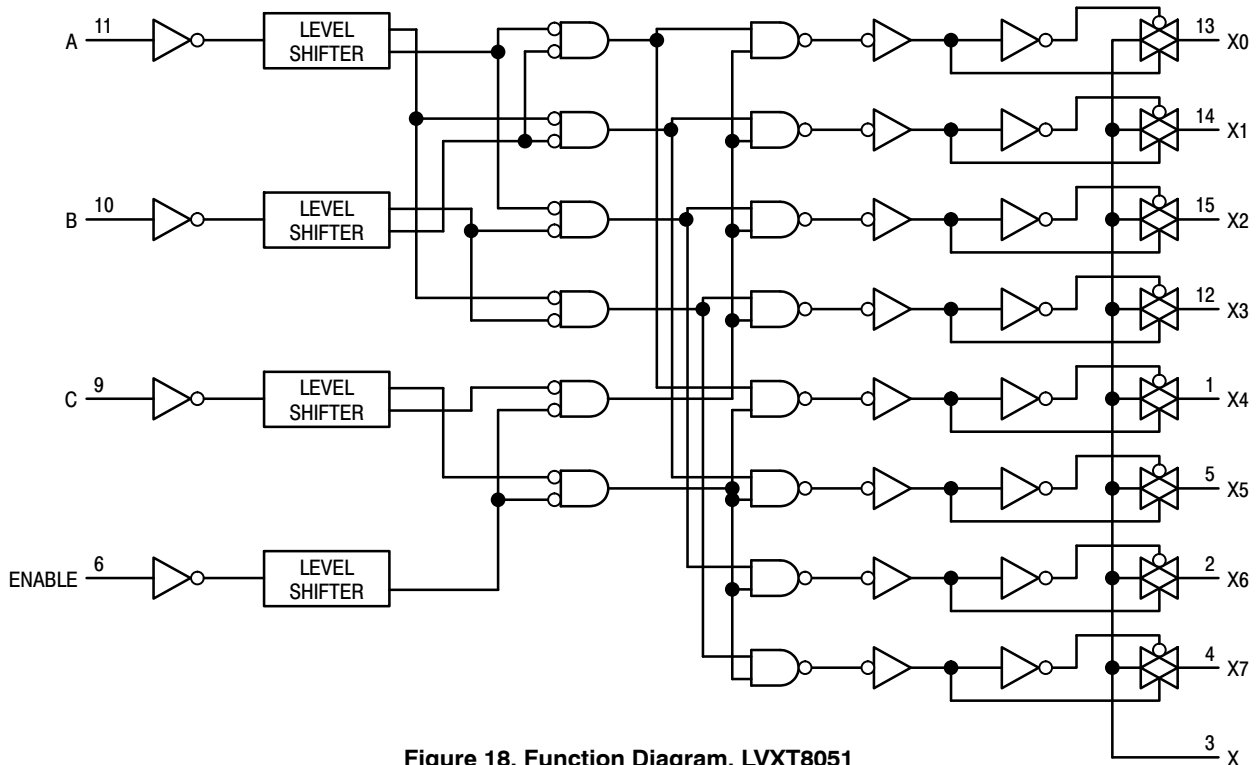 A 11 LEVEL SHIFTER 13 X0
14 X1
B 10 LEVEL SHIFTER 15 X2
12 X3
C 9 LEVEL SHIFTER 1 X4
5 X5
ENABLE 6 LEVEL SHIFTER 2 X6
4 X7
3 X
Figure 18. Function Diagram, LVXT8051